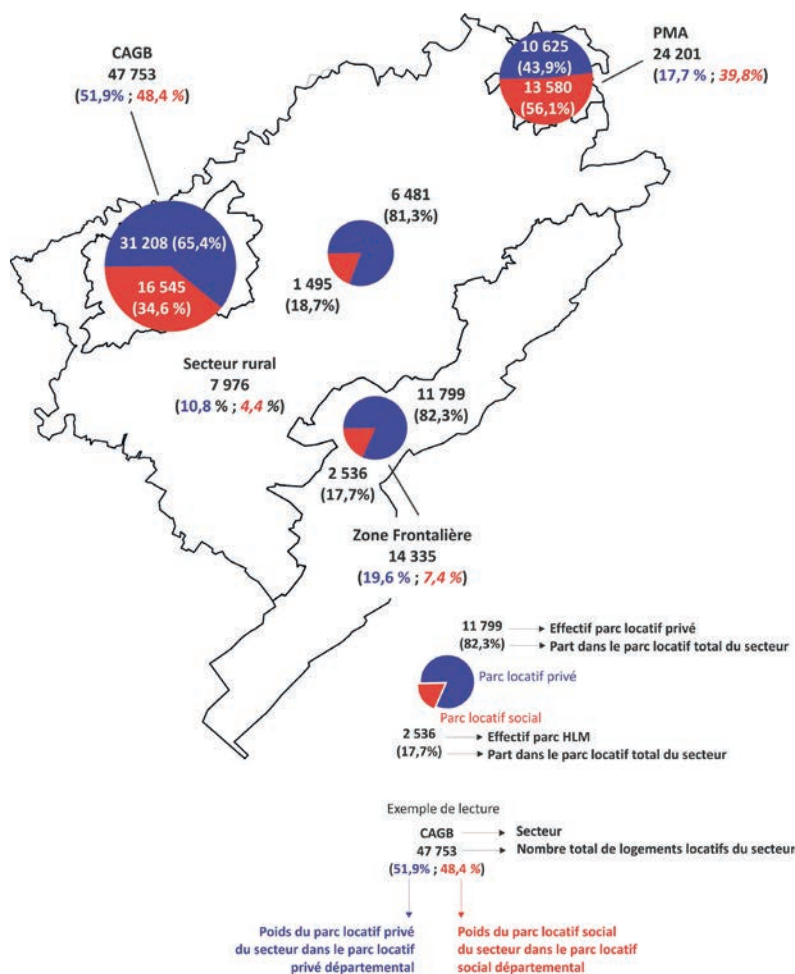 CAGB
47 753
(51,9% ; 48,4 %)
PMA
24 201
(17,7 % ; 39,8%)
10 625
(43,9%)
13 580
(56,1%)
31 208 (65,4%)
16 545
(34,6 %)
6 481
(81,3%)
1 495
(18,7%)
Secteur rural
7 976
(10,8 % ; 4,4 %)
11 799
(82,3%)
2 536
(17,7%)
Zone Frontalière
14 335
(19,6 % ; 7,4 %)
11 799 Effectif parc locatif privé
(82,3%) Part dans le parc locatif total du secteur
Parc locatif privé
Parc locatif social
2 536 Effectif parc HLM
(17,7%) Part dans le parc locatif total du secteur
Exemple de lecture
CAGB Secteur
47 753 Nombre total de logements locatifs du secteur
(51,9% ; 48,4 %)
Poids du parc locatif privé
du secteur dans le parc locatif
privé départemental
Poids du parc locatif social
du secteur dans le parc locatif
social départemental